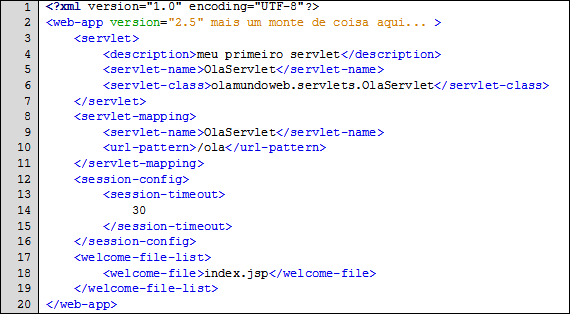 1 <?xml version="1.0" encoding="UTF-8"?>
2 <web-app version="2.5" mais um monte de coisa aqui... >
3 <servlet>
4 <description>meu primeiro servlet</description>
5 <servlet-name>OlaServlet</servlet-name>
6 <servlet-class>olamundoweb.servlets.OlaServlet</servlet-class>
7 </servlet>
8 <servlet-mapping>
9 <servlet-name>OlaServlet</servlet-name>
10 <url-pattern>/ola</url-pattern>
11 </servlet-mapping>
12 <session-config>
13 <session-timeout>
14 30
15 </session-timeout>
16 </session-config>
17 <welcome-file-list>
18 <welcome-file>index.jsp</welcome-file>
19 </welcome-file-list>
20 </web-app>